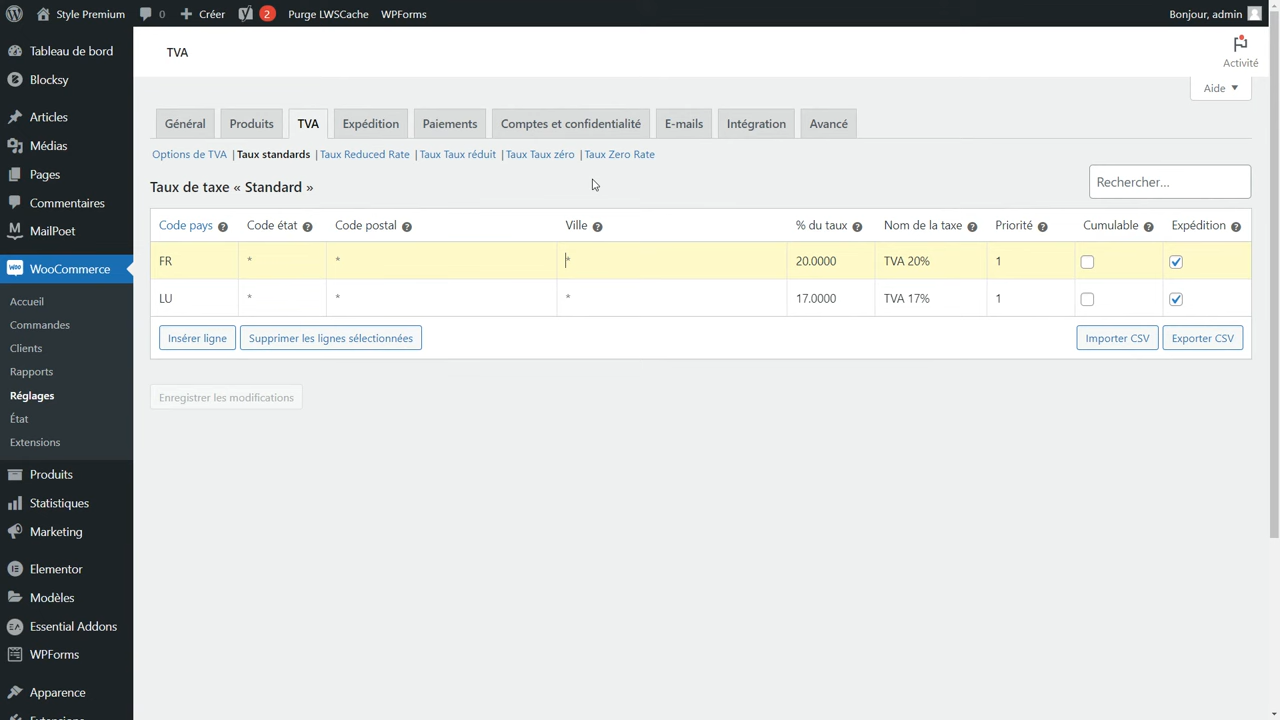 Style Premium 0 Créer 2 Purge LWSCache WPForms Bonjour, admin
Tableau de bord
Blocksy
Articles
Médias
Pages
Commentaires
MailPoet
WooCommerce
Accueil
Commandes
Clients
Rapports
Réglages
État
Extensions
Produits
Statistiques
Marketing
Elementor
Modèles
Essential Addons
WPForms
Apparence
TVA
Activité
Aide
Général Produits TVA Expédition Paiements Comptes et confidentialité E-mails Intégration Avancé
Options de TVA | Taux standards | Taux Reduced Rate | Taux Taux réduit | Taux Taux zéro | Taux Zero Rate
Taux de taxe « Standard »
Rechercher...
Code pays ? Code état ? Code postal ? Ville ? % du taux ? Nom de la taxe ? Priorité ? Cumulable ? Expédition ?
FR * * * 20.0000 TVA 20% 1
LU * * * 17.0000 TVA 17% 1
Insérer ligne Supprimer les lignes sélectionnées Importer CSV Exporter CSV
Enregistrer les modifications